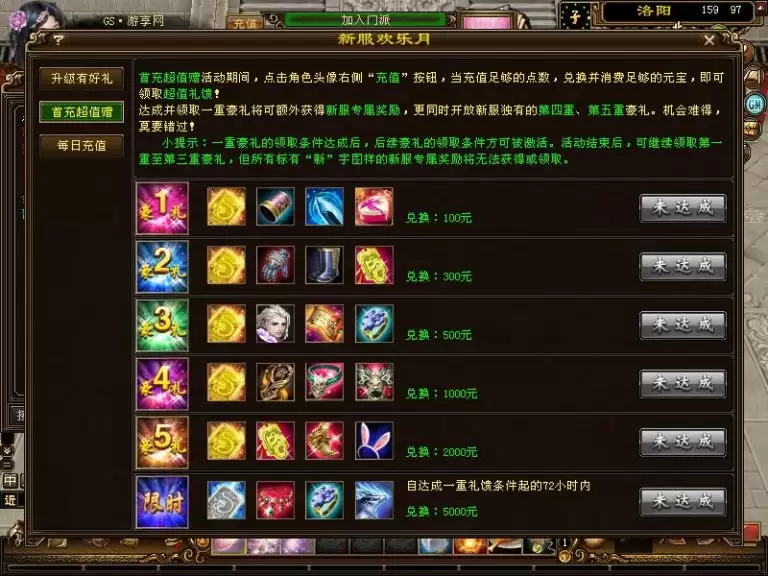 GS·游享网
充值
加入门派
子
洛阳
159 97
?
新服欢乐月
GM
升级有好礼
首充超值赠
每日充值
首充超值赠活动期间，点击角色头像右侧“充值”按钮，当充值足够的点数，兑换并消费足够的元宝，即可
领取超值礼馈！
达成并领取一重豪礼将可额外获得新服专属奖励，更同时开放新服独有的第四重、第五重豪礼。机会难得，
莫要错过！
小提示：一重豪礼的领取条件达成后，后续豪礼的领取条件方可被激活。活动结束后，可继续领取第一
重至第三重豪礼，但所有标有“新”字图样的新服专属奖励将无法获得或领取。
豪1礼
兑换：100元
未达成
豪2礼
兑换：300元
未达成
豪3礼
兑换：500元
未达成
豪4礼
兑换：1000元
未达成
豪5礼
兑换：2000元
未达成
限时
自达成一重礼馈条件起的72小时内
兑换：5000元
未达成
申
近
1